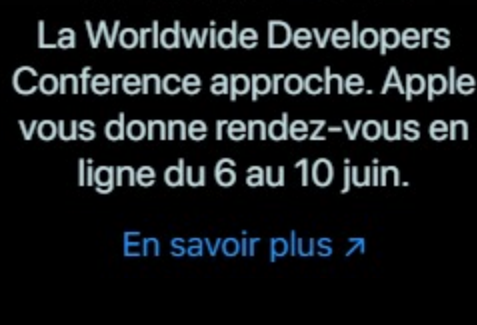 La Worldwide Developers
Conference approche. Apple
vous donne rendez-vous en
ligne du 6 au 10 juin.
En savoir plus ↗